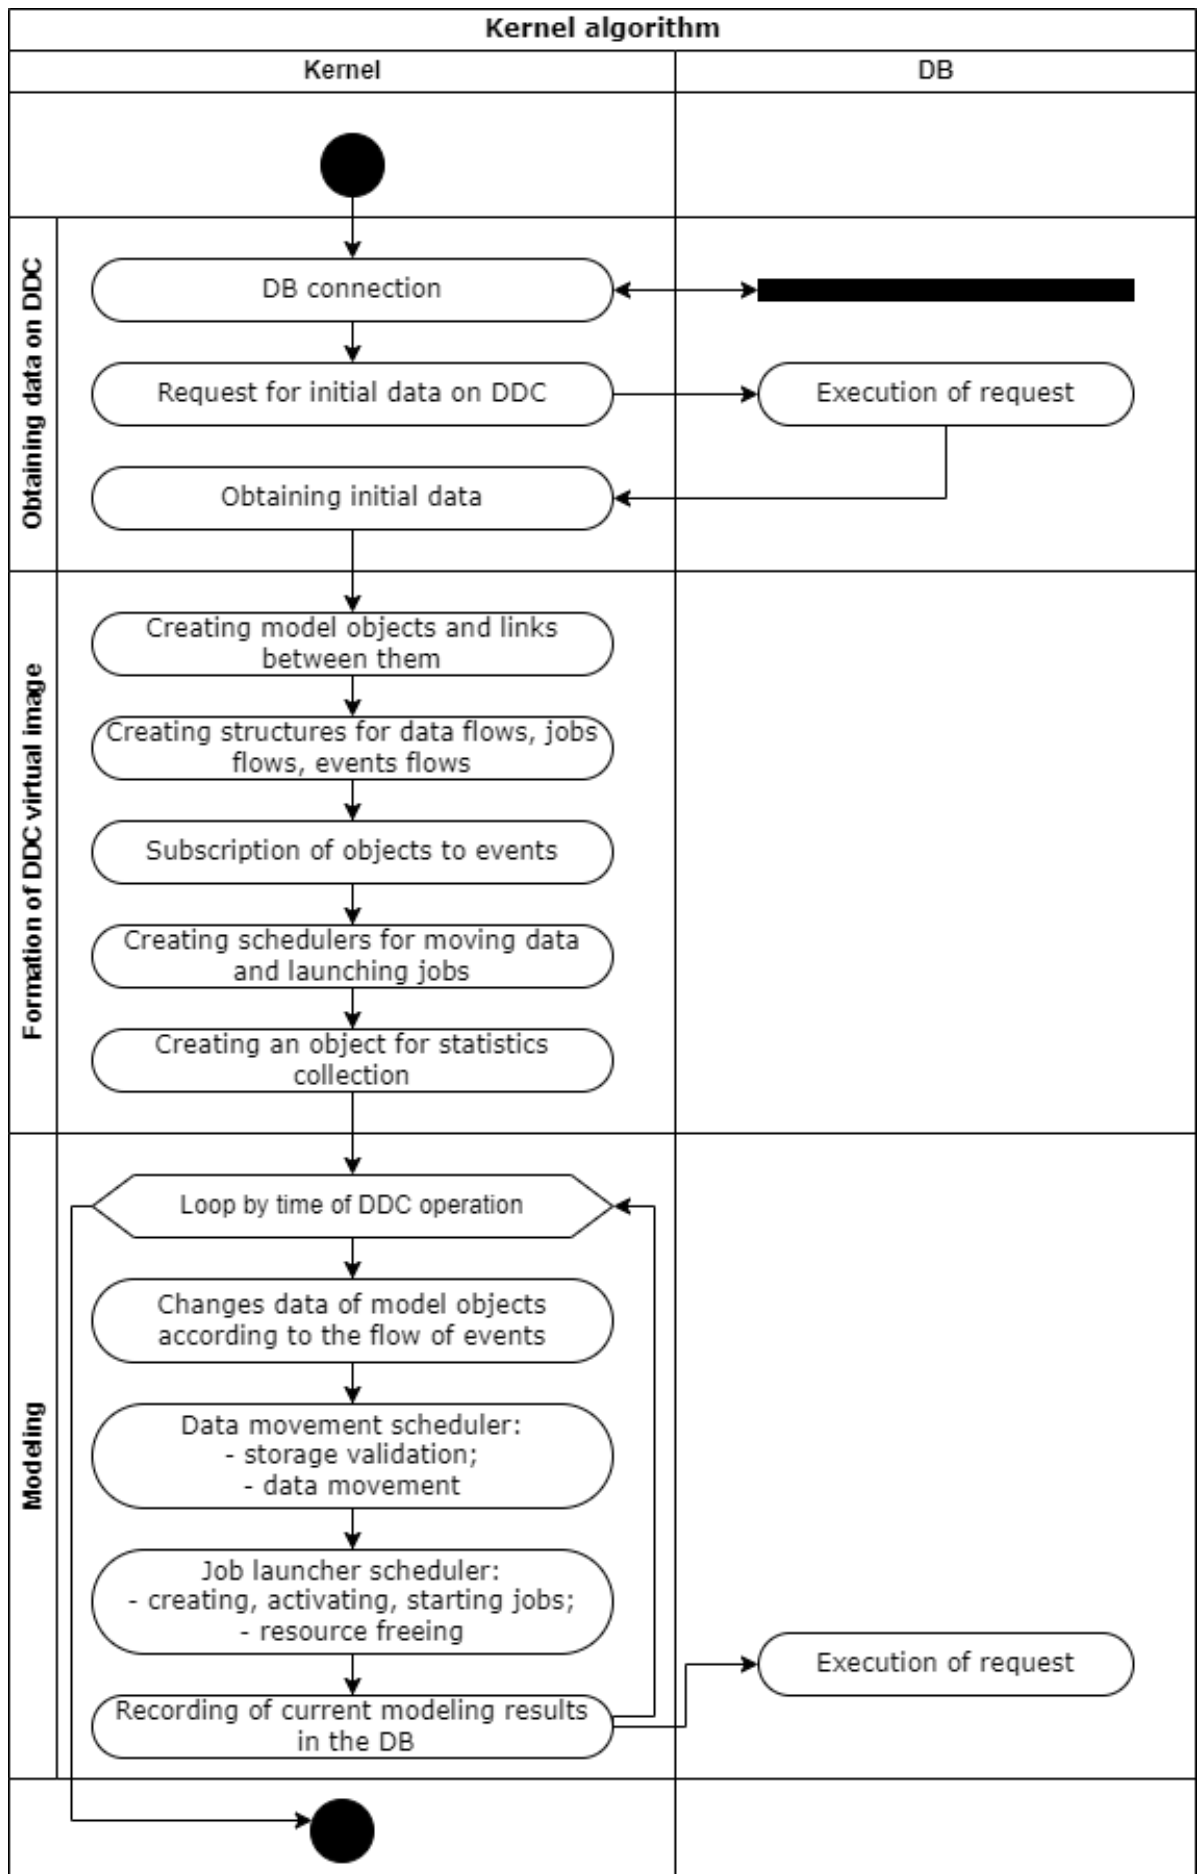 Kernel algorithm
Kernel
DB
Obtaining data on DDC
DB connection
Request for initial data on DDC
Execution of request
Obtaining initial data
Formation of DDC virtual image
Creating model objects and links
between them
Creating structures for data flows, jobs
flows, events flows
Subscription of objects to events
Creating schedulers for moving data
and launching jobs
Creating an object for statistics
collection
Modeling
Loop by time of DDC operation
Changes data of model objects
according to the flow of events
Data movement scheduler:
- storage validation;
- data movement
Job launcher scheduler:
- creating, activating, starting jobs;
- resource freeing
Execution of request
Recording of current modeling results
in the DB